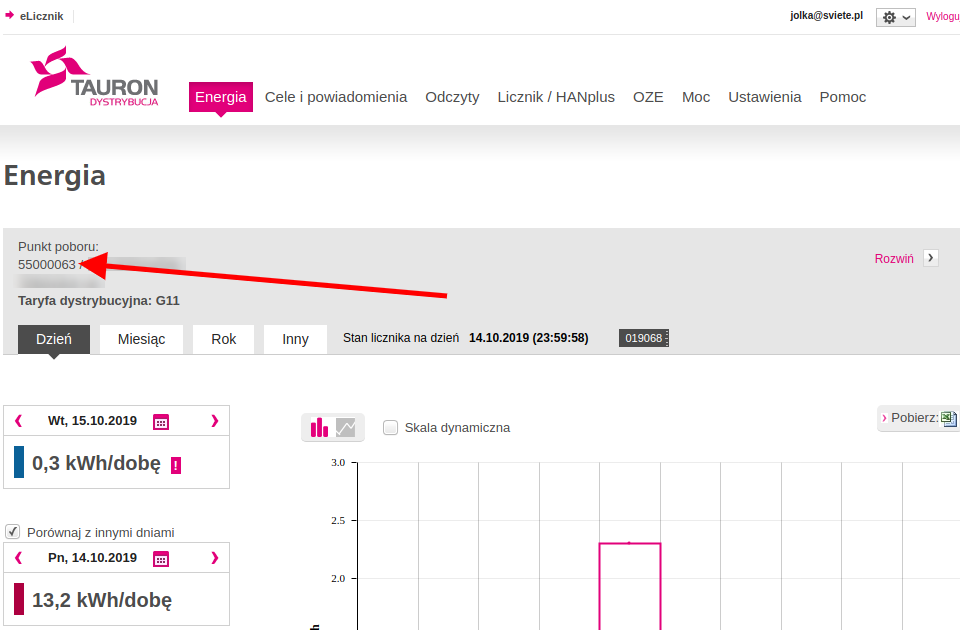 eLicznik
jolka@sviete.pl
TAURON
DYSTRYBUCJA
Energia Cele i powiadomienia Odczyty Licznik / HANplus OZE Moc Ustawienia Pomoc
Energia
Punkt poboru:
55000063
Rozwiń
Taryfa dystrybucyjna: G11
Dzień Miesiąc Rok Inny Stan licznika na dzień 14.10.2019 (23:59:58) 019068
Wt, 15.10.2019
0,3 kWh/dobę !
Skala dynamiczna
Pobierz:
Porównaj z innymi dniami
Pn, 14.10.2019
13,2 kWh/dobę
3.0
2.5
2.0